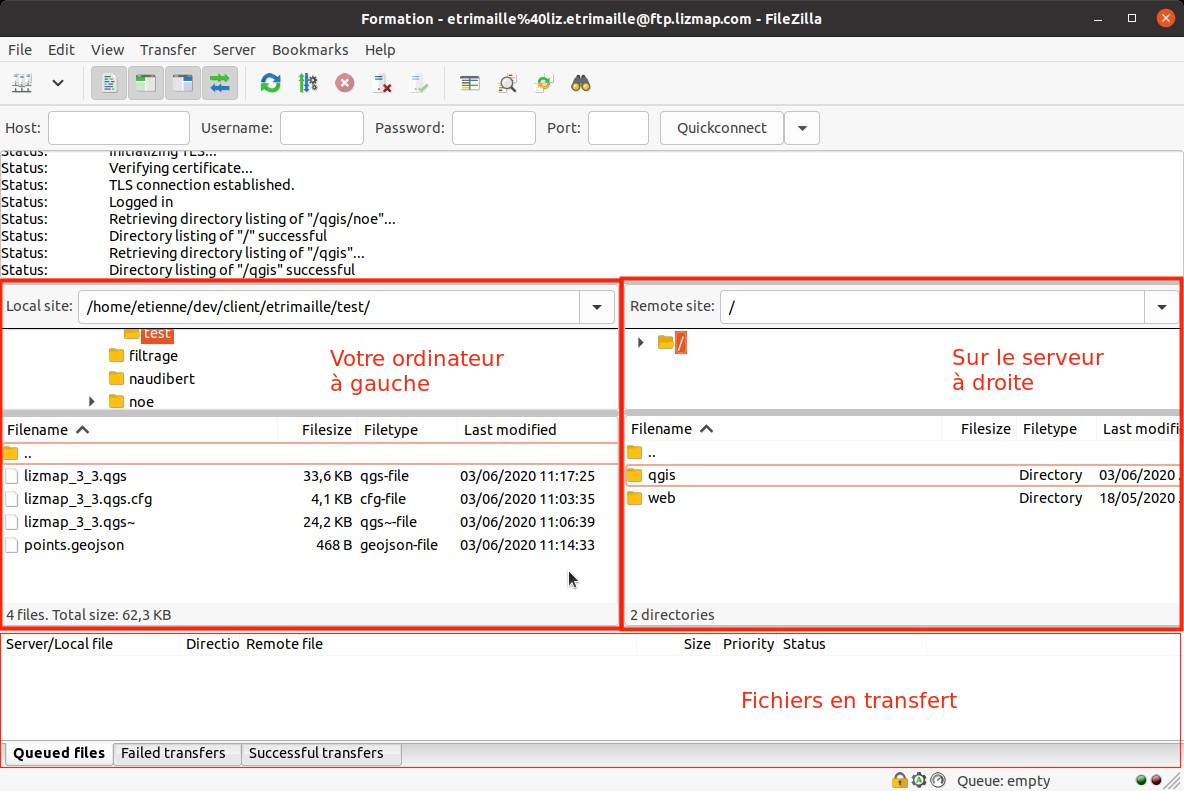 Formation - etrimaille%40liz.etrimaille@ftp.lizmap.com - FileZilla
File Edit View Transfer Server Bookmarks Help
Host: Username: Password: Port: Quickconnect
Status: Initializing TLS...
Status: Verifying certificate...
Status: TLS connection established.
Status: Logged in
Status: Retrieving directory listing of "/qgis/noe"...
Status: Directory listing of "/" successful
Status: Retrieving directory listing of "/qgis"...
Status: Directory listing of "/qgis" successful
Local site: /home/etienne/dev/client/etrimaille/test/
test
filtrage
naudibert
noe
Votre ordinateur
à gauche
Filename Filesize Filetype Last modified
..
lizmap_3_3.qgs 33,6 KB qgs-file 03/06/2020 11:17:25
lizmap_3_3.qgs.cfg 4,1 KB cfg-file 03/06/2020 11:03:35
lizmap_3_3.qgs~ 24,2 KB qgs~-file 03/06/2020 11:06:39
points.geojson 468 B geojson-file 03/06/2020 11:14:33
4 files. Total size: 62,3 KB
Remote site: /
/
Sur le serveur
à droite
Filename Filesize Filetype Last modifi
..
qgis Directory 03/06/2020
web Directory 18/05/2020
2 directories
Server/Local file Directio Remote file Size Priority Status
Fichiers en transfert
Queued files Failed transfers Successful transfers
Queue: empty